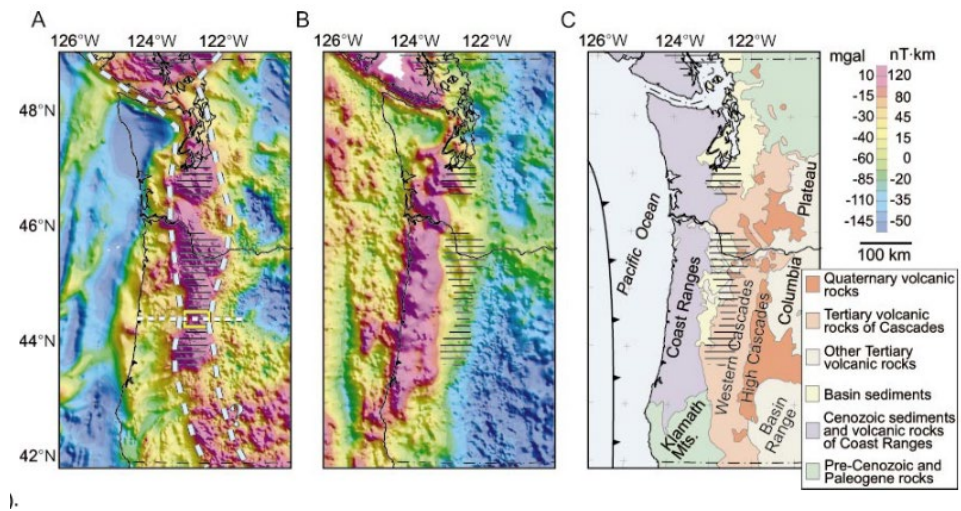 A
126°W 124°W 122°W
48°N
46°N
44°N
42°N
B
126°W 124°W 122°W
C
126°W 124°W 122°W
Pacific Ocean
Coast Ranges
Western Cascades
High Cascades
Columbia
Plateau
Klamath
Mts.
Basin
Range
mgal nT·km
10 120
-15 80
-30 45
-45 15
-60 0
-85 -20
-110 -35
-145 -50
100 km
Quaternary volcanic
rocks
Tertiary volcanic
rocks of Cascades
Other Tertiary
volcanic rocks
Basin sediments
Cenozoic sediments
and volcanic rocks
of Coast Ranges
Pre-Cenozoic and
Paleogene rocks
).